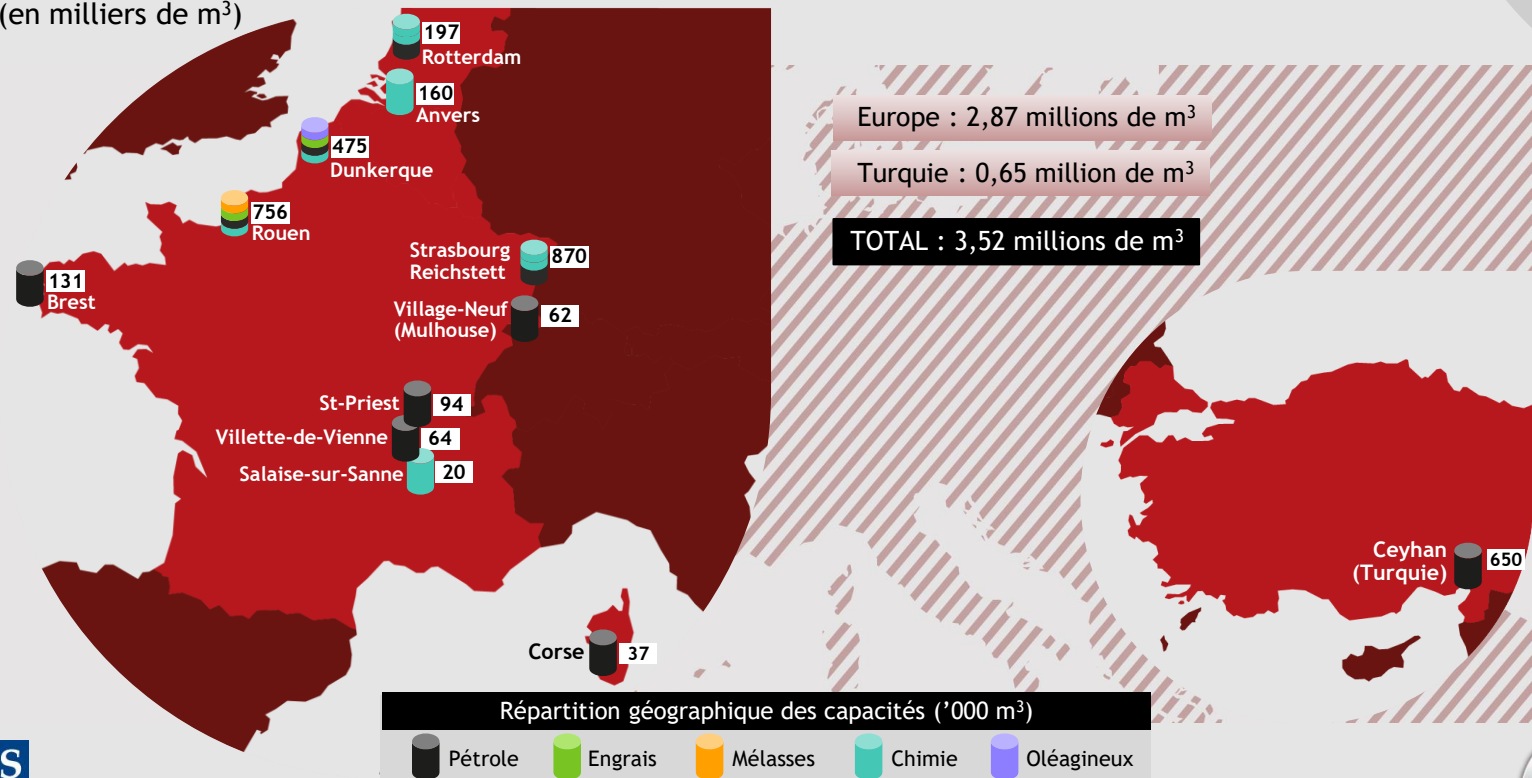 (en milliers de m³)
197
Rotterdam
160
Anvers
475
Dunkerque
756
Rouen
131
Brest
Strasbourg
Reichstett
870
Village-Neuf
(Mulhouse)
62
St-Priest
94
Villette-de-Vienne
64
Salaise-sur-Sanne
20
Corse
37
Europe : 2,87 millions de m³
Turquie : 0,65 million de m³
TOTAL : 3,52 millions de m³
Ceyhan
(Turquie)
650
Répartition géographique des capacités (’000 m³)
Pétrole
Engrais
Mélasses
Chimie
Oléagineux
S